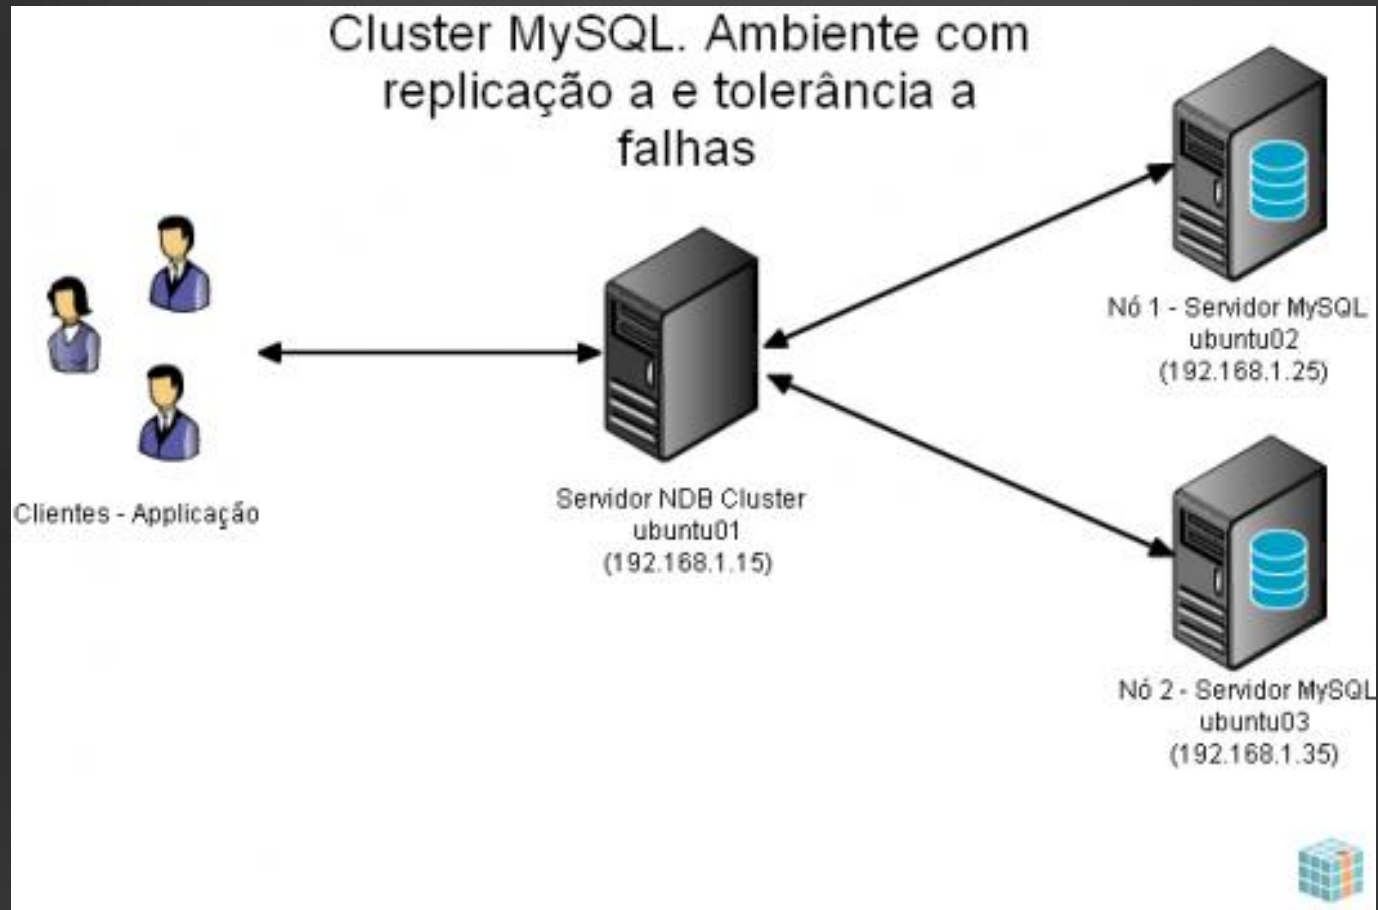 Cluster MySQL. Ambiente com
replicação a e tolerância a
falhas
Clientes - Applicação
Servidor NDB Cluster
ubuntu01
(192.168.1.15)
Nó 1 - Servidor MySQL
ubuntu02
(192.168.1.25)
Nó 2 - Servidor MySQL
ubuntu03
(192.168.1.35)